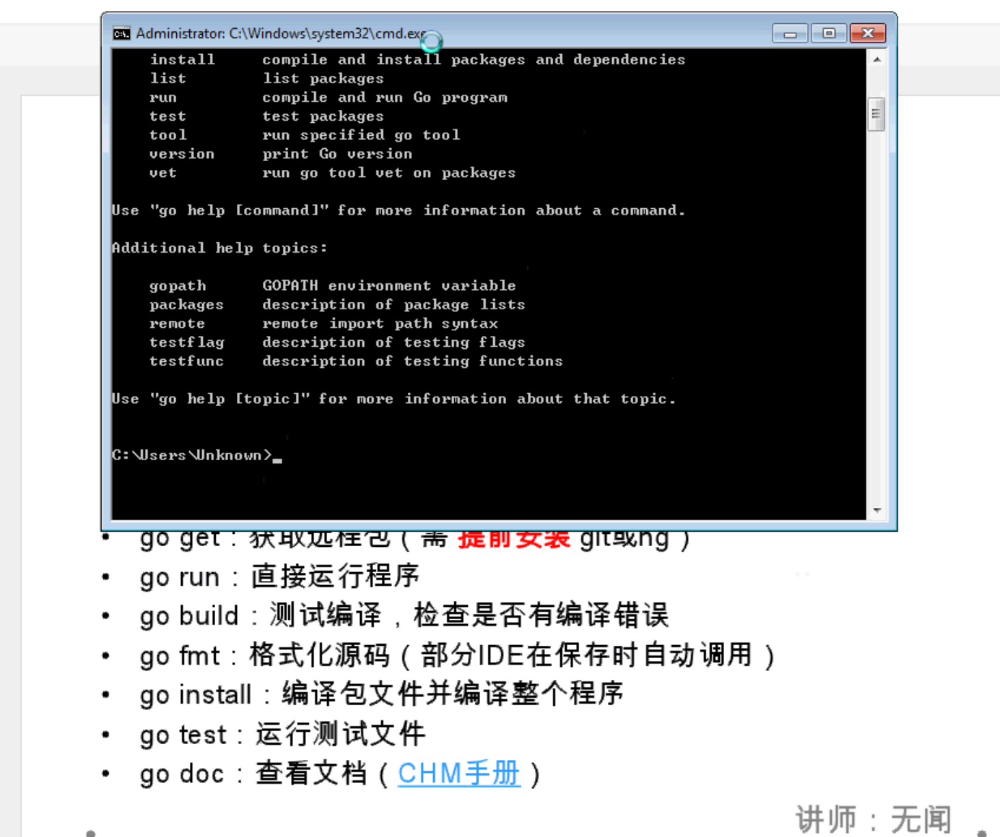 Administrator: C:\Windows\system32\cmd.exe
install compile and install packages and dependencies
list list packages
run compile and run Go program
test test packages
tool run specified go tool
version print Go version
vet run go tool vet on packages
Use "go help [command]" for more information about a command.
Additional help topics:
gopath GOPATH environment variable
packages description of package lists
remote remote import path syntax
testflag description of testing flags
testfunc description of testing functions
Use "go help [topic]" for more information about that topic.
C:\Users\Unknown>_
• go get：获取远程包（需 提前安装 git或hg）
• go run：直接运行程序
• go build：测试编译，检查是否有编译错误
• go fmt：格式化源码（部分IDE在保存时自动调用）
• go install：编译包文件并编译整个程序
• go test：运行测试文件
• go doc：查看文档（CHM手册）
讲师：无闻